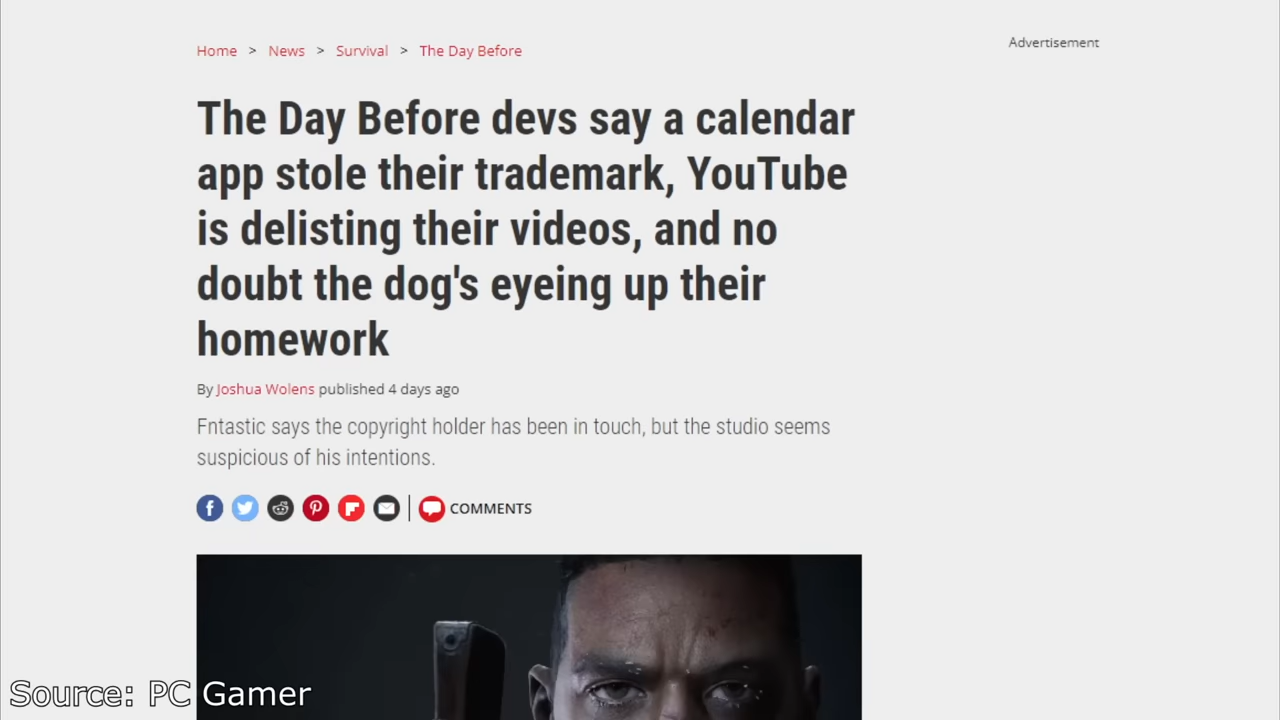 Home > News > Survival > The Day Before
Advertisement
The Day Before devs say a calendar
app stole their trademark, YouTube
is delisting their videos, and no
doubt the dog's eyeing up their
homework
By Joshua Wolens published 4 days ago
Fntastic says the copyright holder has been in touch, but the studio seems
suspicious of his intentions.
COMMENTS
Source: PC Gamer